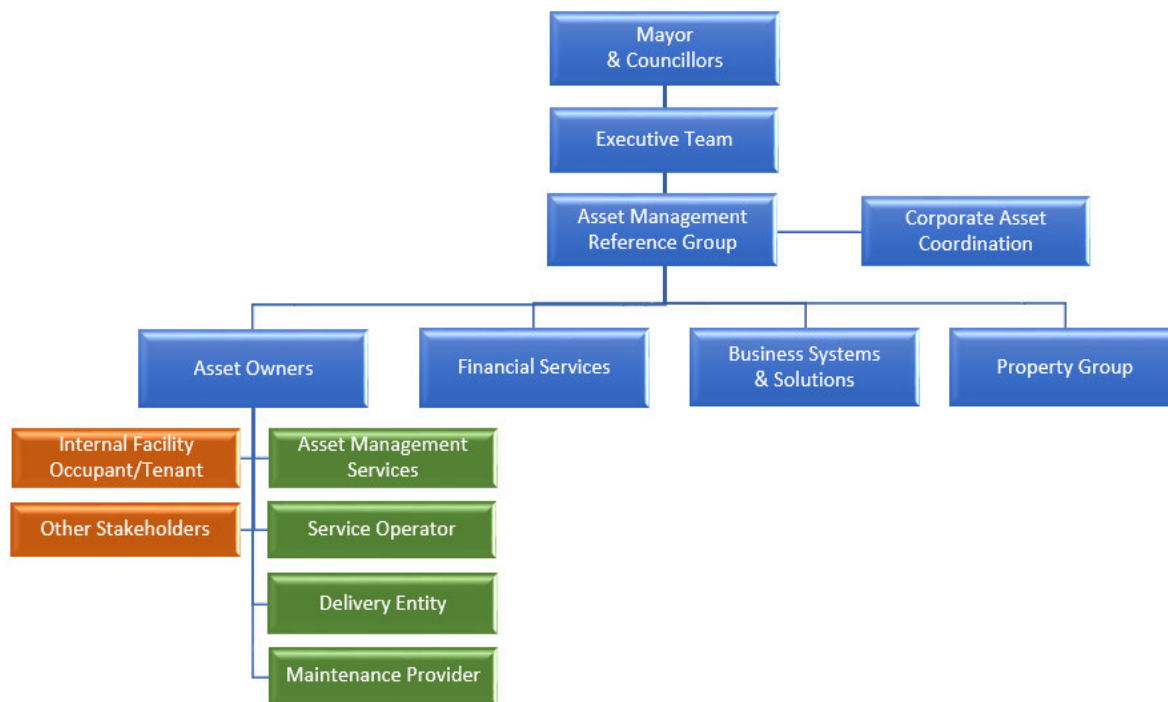 Mayor
& Councillors
Executive Team
Asset Management
Reference Group
Corporate Asset
Coordination
Asset Owners
Financial Services
Business Systems
& Solutions
Property Group
Internal Facility
Occupant/Tenant
Asset Management
Services
Other Stakeholders
Service Operator
Delivery Entity
Maintenance Provider